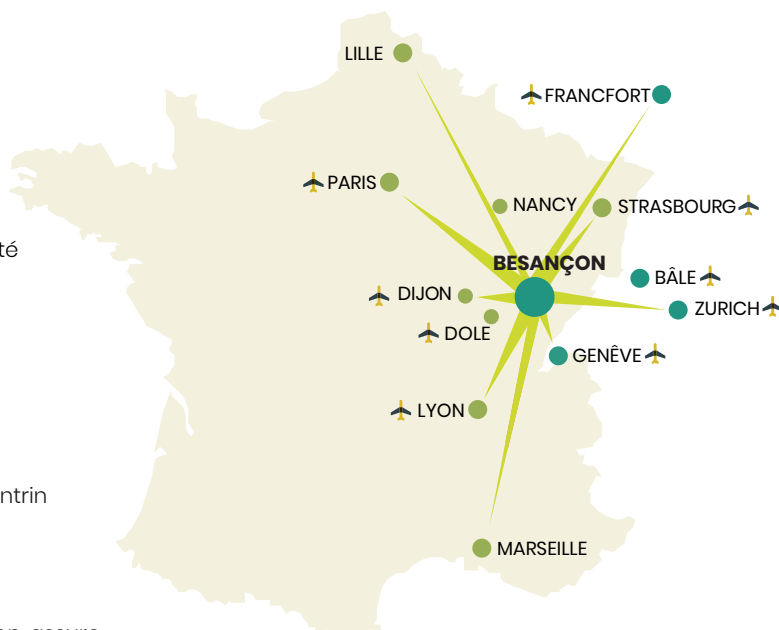 LILLE
FRANCFORT
PARIS
NANCY
STRASBOURG
té
BESANÇON
BÂLE
DIJON
ZURICH
DOLE
GENÊVE
LYON
ntrin
MARSEILLE